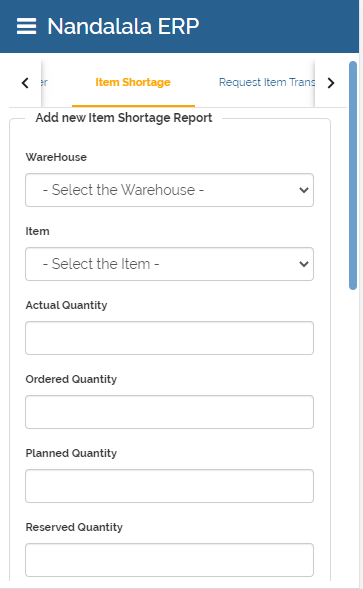 Nandalala ERP
Item Shortage
Request Item Trans
Add new Item Shortage Report
WareHouse
- Select the Warehouse -
Item
- Select the Item -
Actual Quantity
Ordered Quantity
Planned Quantity
Reserved Quantity